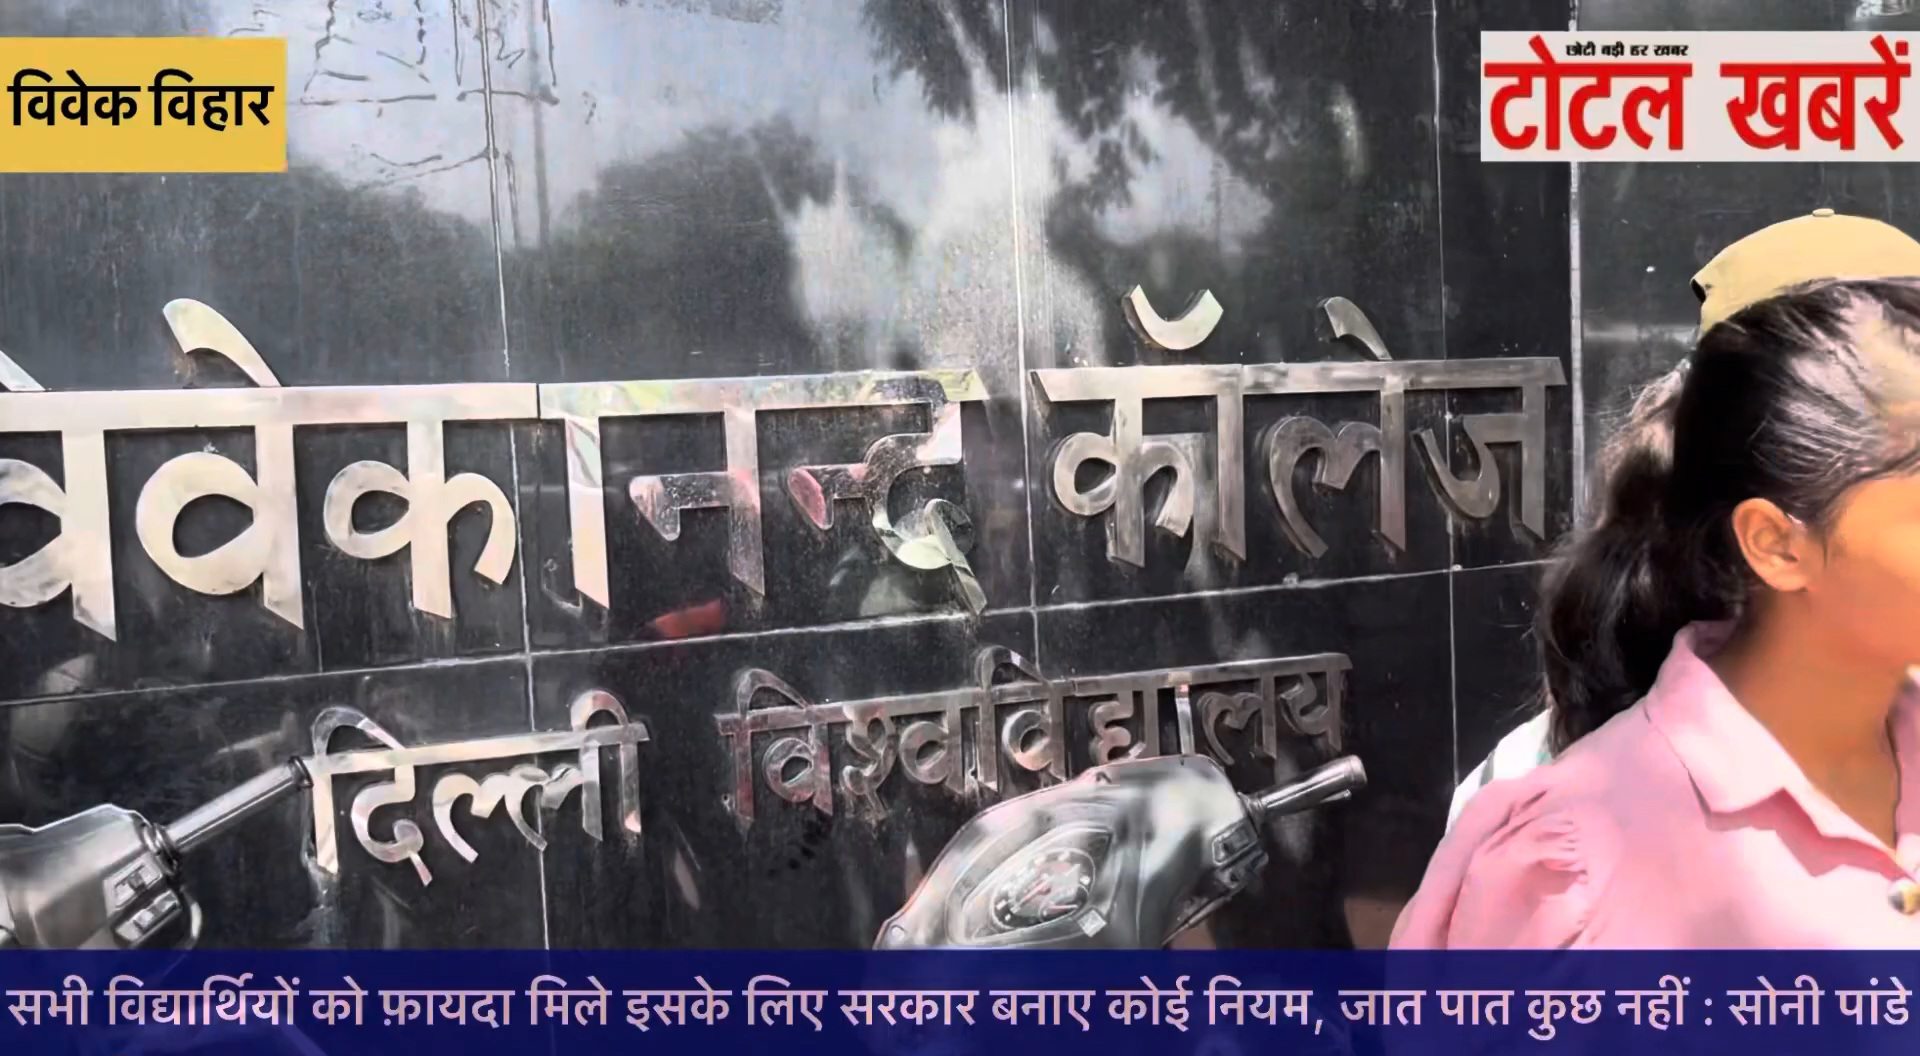 विवेक विहार
छोटी बड़ी हर खबर
टोटल खबरें
विवेकानन्द कॉलेज
दिल्ली विश्वविद्यालय
सभी विद्यार्थियों को फ़ायदा मिले इसके लिए सरकार बनाए कोई नियम, जात पात कुछ नहीं : सोनी पांडे